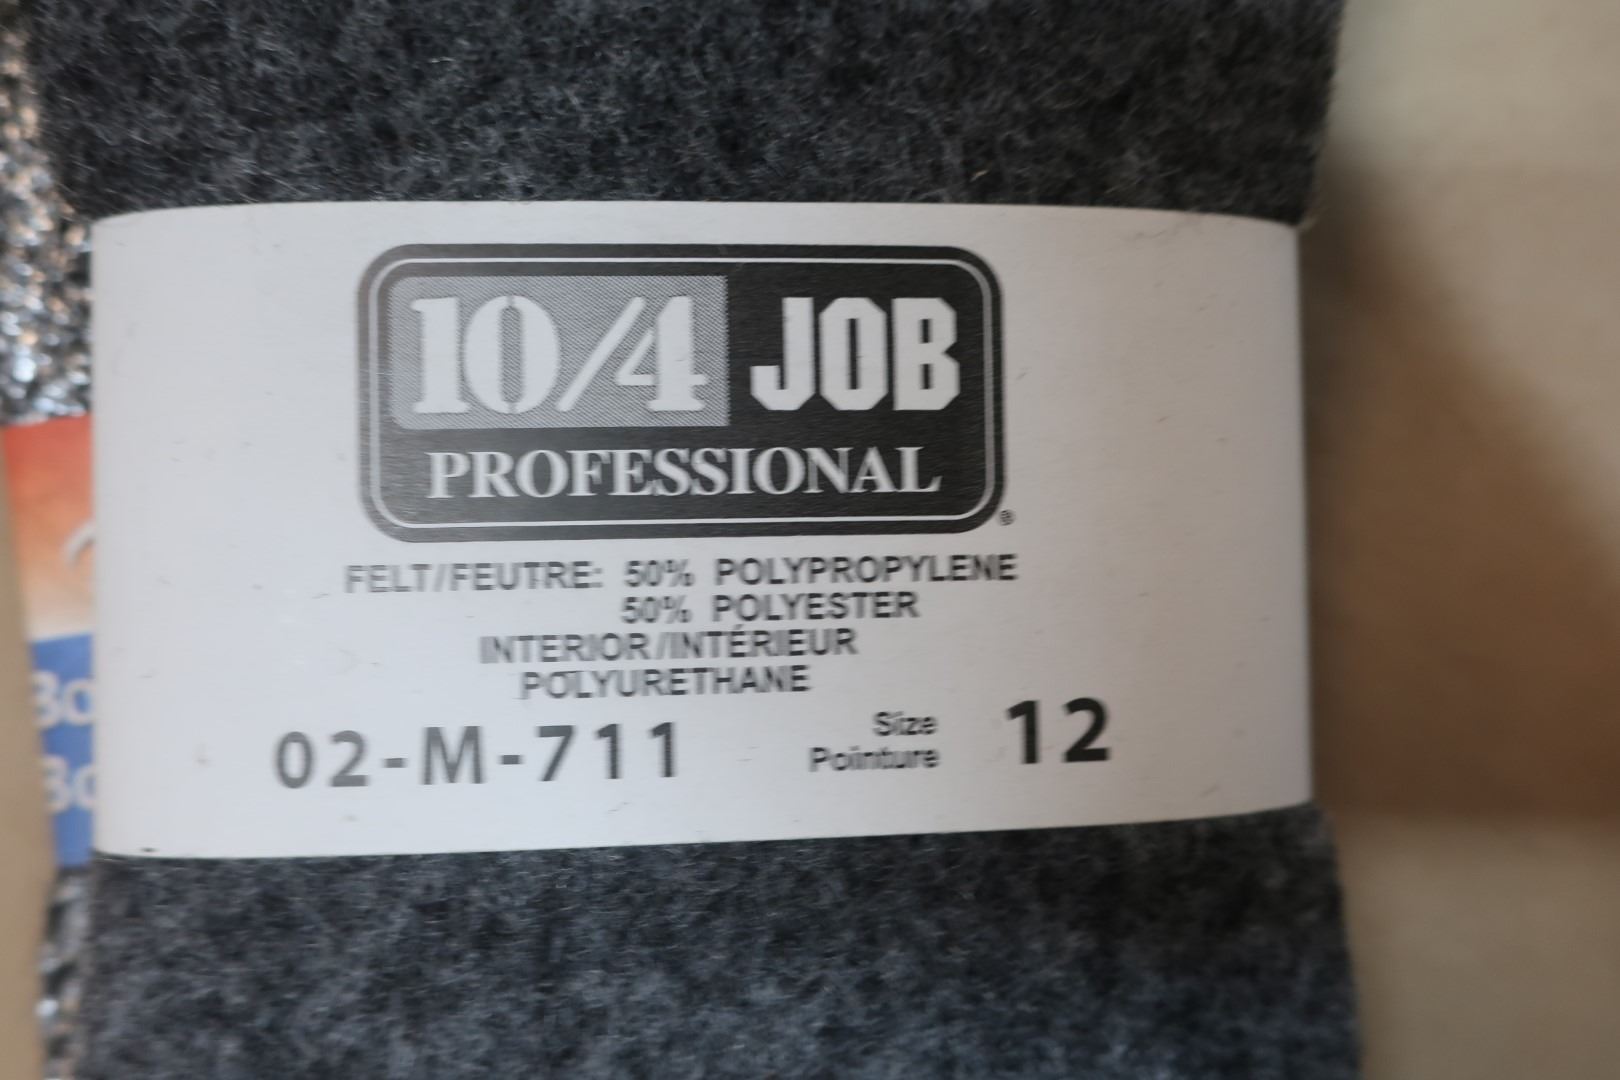 10/4 JOB
PROFESSIONAL
®
FELT/FEUTRE: 50% POLYPROPYLENE
50% POLYESTER
INTERIOR/INTÉRIEUR
POLYURETHANE
02-M-711
Size
Pointure
12